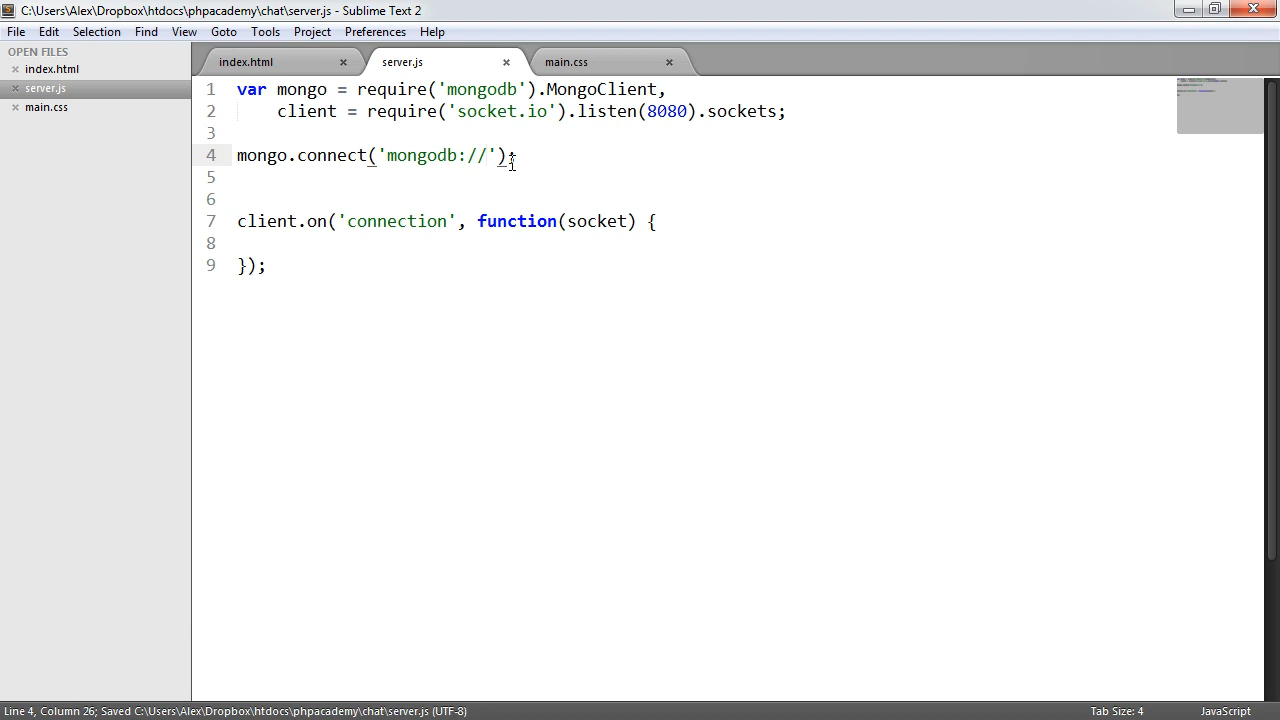 C:\Users\Alex\Dropbox\htdocs\phpacademy\chat\server.js - Sublime Text 2
File Edit Selection Find View Goto Tools Project Preferences Help
OPEN FILES
index.html
server.js
main.css
index.html server.js main.css
1 var mongo = require('mongodb').MongoClient,
2 client = require('socket.io').listen(8080).sockets;
3
4 mongo.connect('mongodb://');
5
6
7 client.on('connection', function(socket) {
8
9 });
Line 4, Column 26; Saved C:\Users\Alex\Dropbox\htdocs\phpacademy\chat\server.js (UTF-8) Tab Size: 4 JavaScript